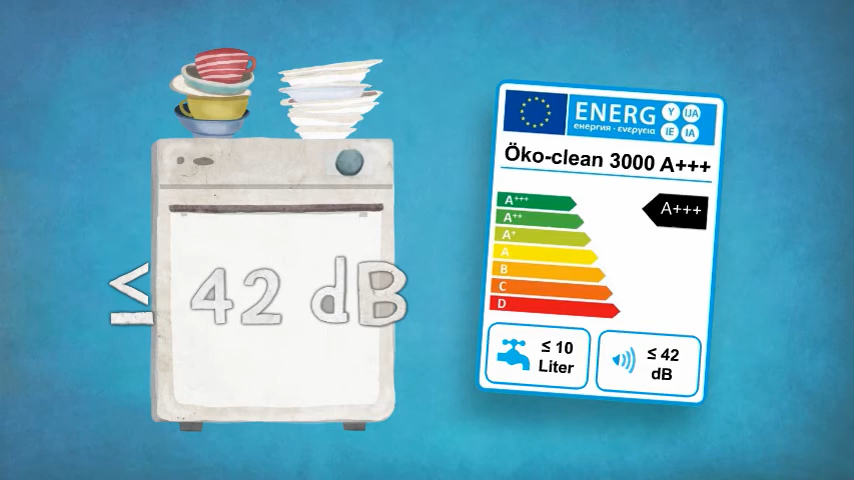 ≤ 42 dB
ENERG
енергия · ενεργεια
Y IJA
IE IA
Öko-clean 3000 A+++
A+++
A+++
A++
A+
A
B
C
D
≤ 10
Liter
≤ 42
dB